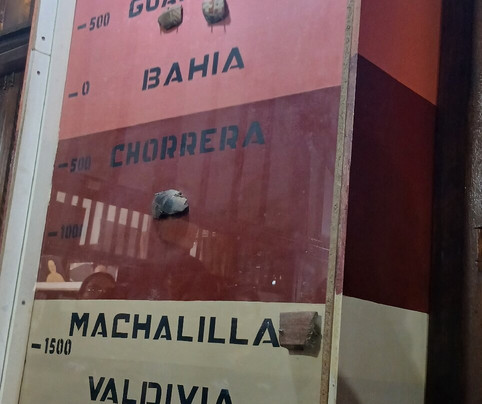 -500
BAHIA
-0
-500 CHORRERA
-1000
MACHALILLA
-1500
VALDIVIA